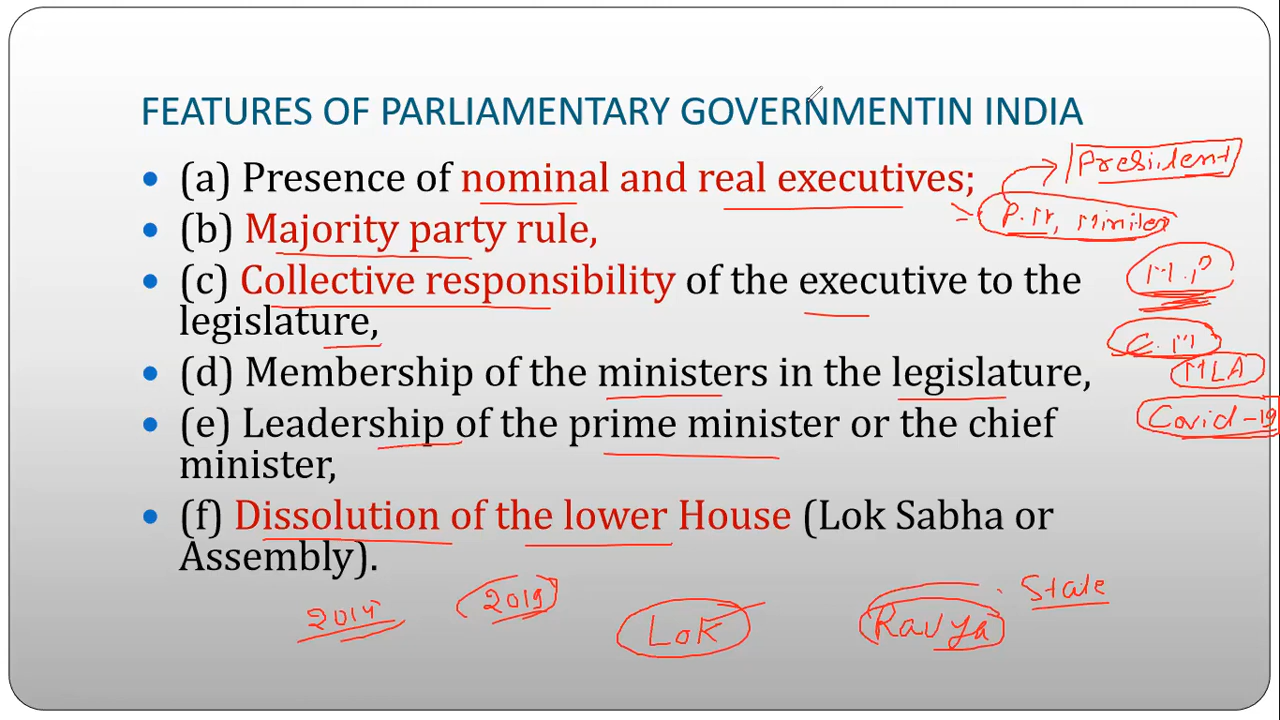 FEATURES OF PARLIAMENTARY GOVERNMENTIN INDIA
• (a) Presence of nominal and real executives;
President
P.M, Minister
• (b) Majority party rule,
• (c) Collective responsibility of the executive to the
M.P
legislature,
C.M
• (d) Membership of the ministers in the legislature,
MLA
• (e) Leadership of the prime minister or the chief
Covid-19
minister,
• (f) Dissolution of the lower House (Lok Sabha or
Assembly).
2014 2019 LoK Ravya State